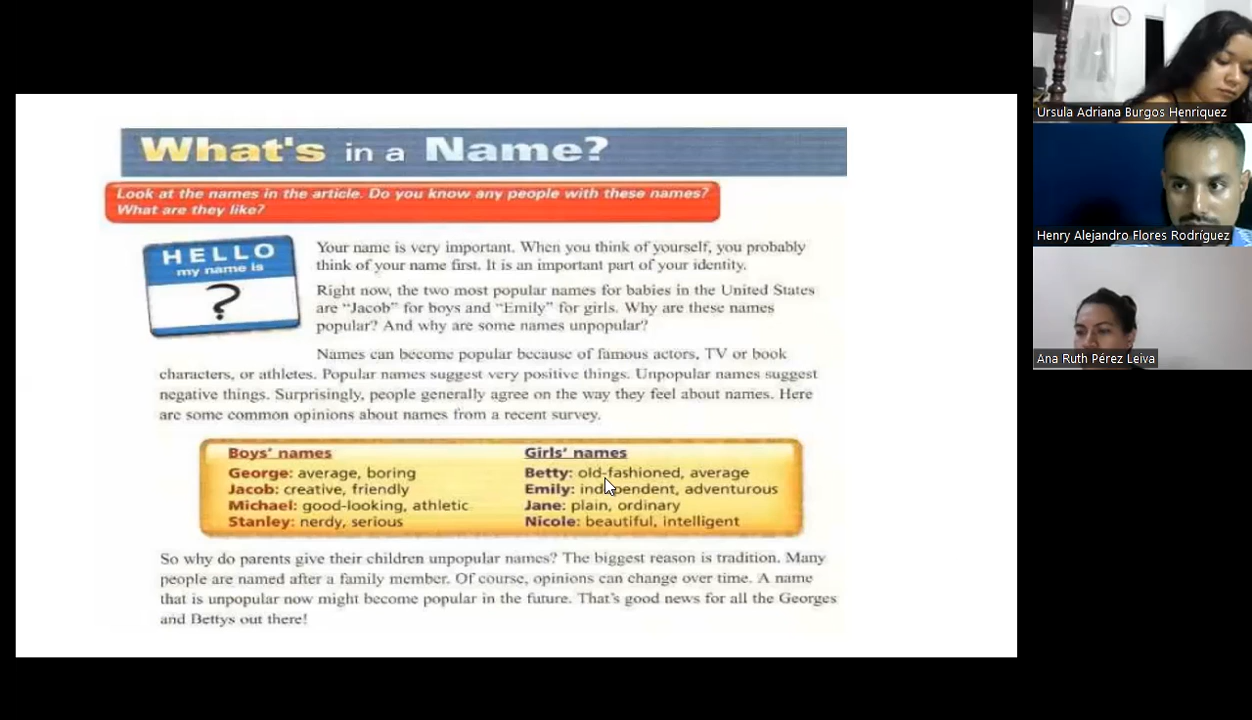 What's in a Name?
Look at the names in the article. Do you know any people with these names?
What are they like?
HELLO
my name is
?
Your name is very important. When you think of yourself, you probably
think of your name first. It is an important part of your identity.
Right now, the two most popular names for babies in the United States
are “Jacob” for boys and “Emily” for girls. Why are these names
popular? And why are some names unpopular?
Names can become popular because of famous actors, TV or book
characters, or athletes. Popular names suggest very positive things. Unpopular names suggest
negative things. Surprisingly, people generally agree on the way they feel about names. Here
are some common opinions about names from a recent survey.
Boys' names
George: average, boring
Jacob: creative, friendly
Michael: good-looking, athletic
Stanley: nerdy, serious
Girls' names
Betty: old-fashioned, average
Emily: independent, adventurous
Jane: plain, ordinary
Nicole: beautiful, intelligent
So why do parents give their children unpopular names? The biggest reason is tradition. Many
people are named after a family member. Of course, opinions can change over time. A name
that is unpopular now might become popular in the future. That's good news for all the Georges
and Bettys out there!
Ursula Adriana Burgos Henriquez
Henry Alejandro Flores Rodríguez
Ana Ruth Pérez Leiva